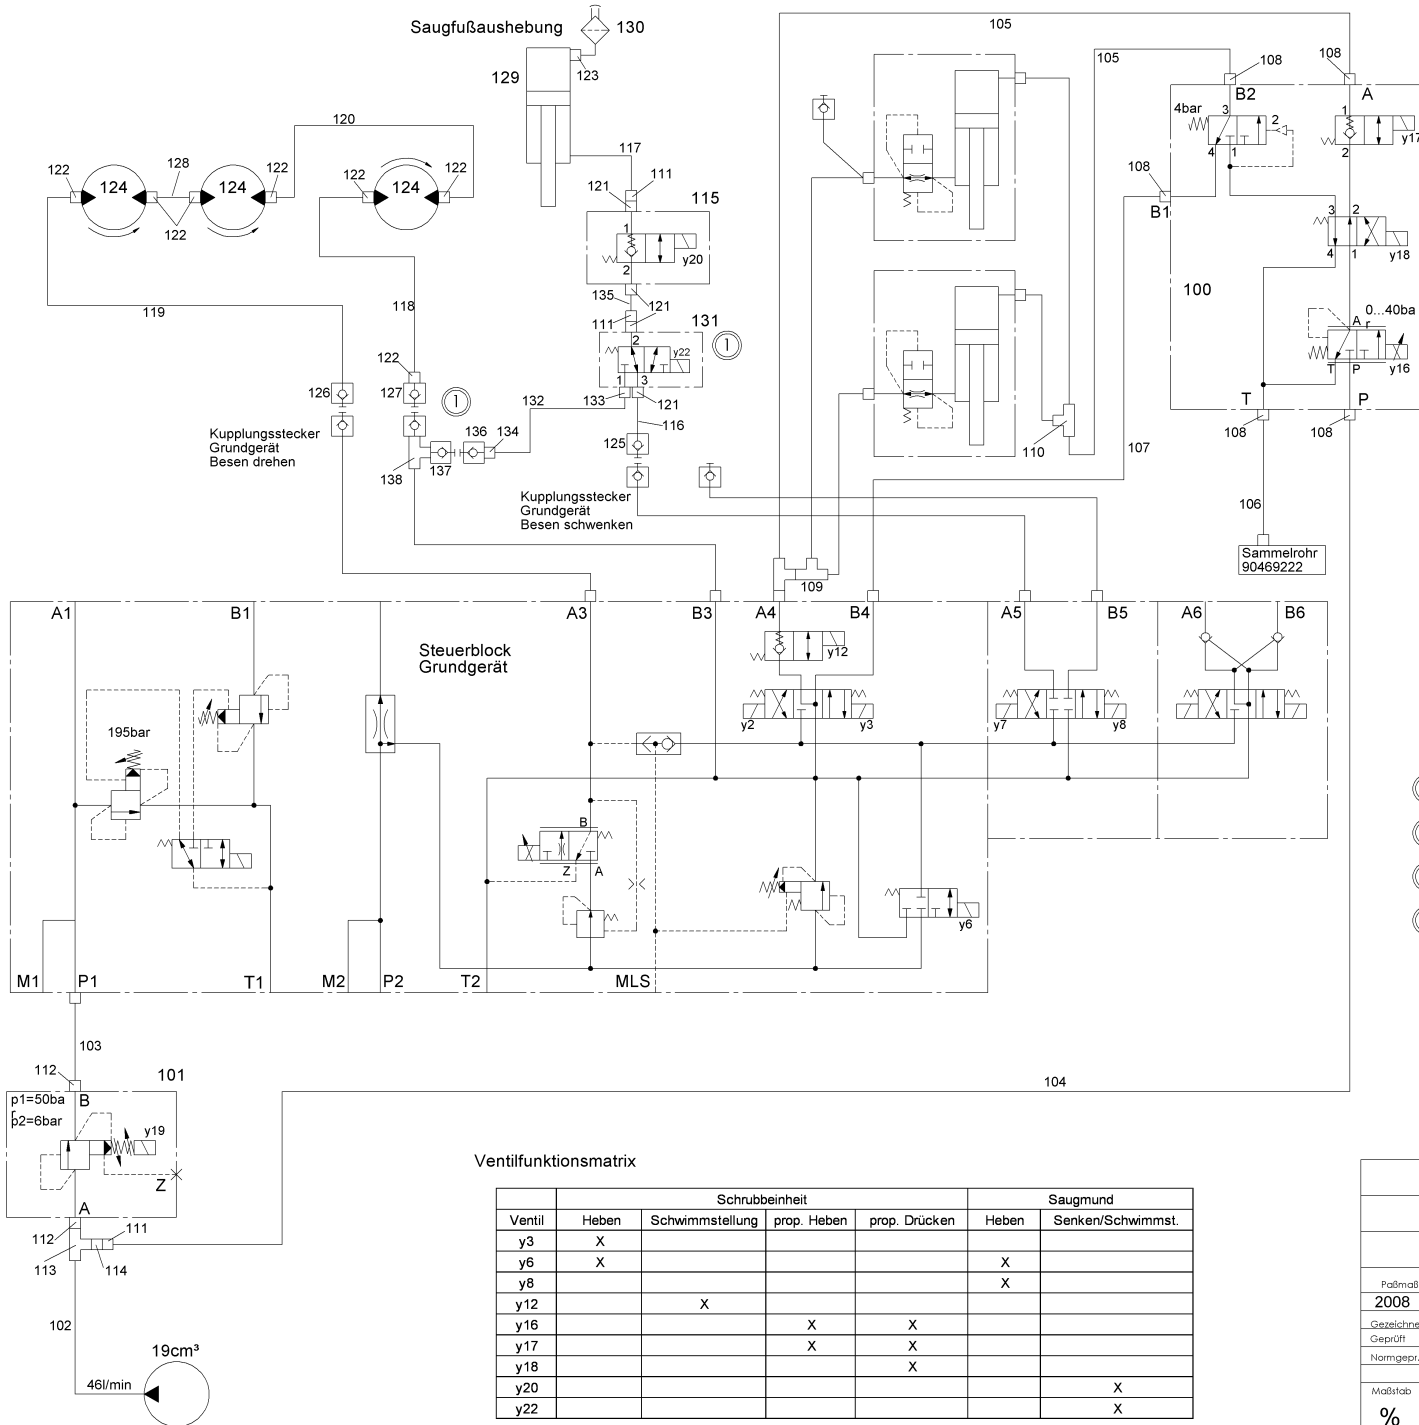 Saugfußaushebung
130
129
123
105
105
108
108
B2
A
4bar
3
2
4
1
1
2
y17
120
128
122
124
124
122
122
122
124
122
117
111
121
115
1
2
y20
135
121
111
131
1
2
y22
1
3
133
121
108
B1
3
2
4
1
y18
100
0...40ba
r
A
T
P
y16
T
P
108
108
119
118
122
126
127
1
132
116
136
134
125
137
138
110
107
106
Kupplungsstecker
Grundgerät
Besen drehen
Kupplungsstecker
Grundgerät
Besen schwenken
Sammelrohr
90469222
109
A1
B1
A3
B3
A4
B4
A5
B5
A6
B6
Steuerblock
Grundgerät
y12
y2
y3
y7
y8
195bar
B
Z
A
y6
M1
P1
T1
M2
P2
T2
MLS
103
112
101
104
p1=50ba
r
p2=6bar
B
y19
Z
A
112
111
113
114
102
19cm³
46l/min
Ventilfunktionsmatrix
Schrubbeinheit Saugmund
Ventil Heben Schwimmstellung prop. Heben prop. Drücken Heben Senken/Schwimmst.
y3 X
y6 X X
y8 X
y12 X
y16 X X
y17 X X
y18 X
y20 X
y22 X
Paßmaß
2008
Gezeichne
Geprüft
Normgepr.
Maßstab
%